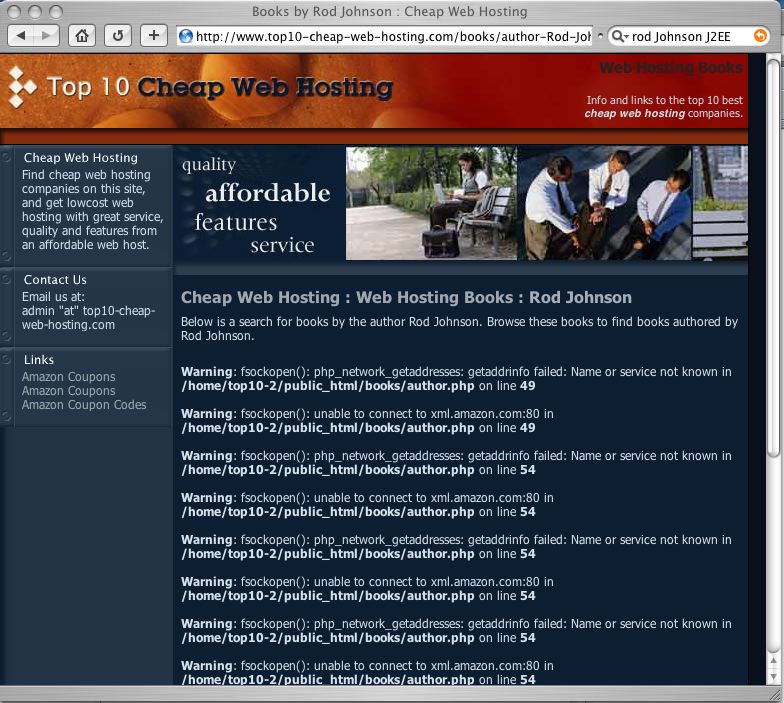 Books by Rod Johnson : Cheap Web Hosting
http://www.top10-cheap-web-hosting.com/books/author-Rod-Joh
rod Johnson J2EE
Top 10 Cheap Web Hosting
Web Hosting Books
Info and links to the top 10 best
cheap web hosting companies.
Cheap Web Hosting
Find cheap web hosting
companies on this site,
and get lowcost web
hosting with great service,
quality and features from
an affordable web host.
Contact Us
Email us at:
admin "at" top10-cheap-
web-hosting.com
Links
Amazon Coupons
Amazon Coupons
Amazon Coupon Codes
quality
affordable
features
service
Cheap Web Hosting : Web Hosting Books : Rod Johnson
Below is a search for books by the author Rod Johnson. Browse these books to find books authored by
Rod Johnson.
Warning: fsockopen(): php_network_getaddresses: getaddrinfo failed: Name or service not known in
/home/top10-2/public_html/books/author.php on line 49
Warning: fsockopen(): unable to connect to xml.amazon.com:80 in
/home/top10-2/public_html/books/author.php on line 49
Warning: fsockopen(): php_network_getaddresses: getaddrinfo failed: Name or service not known in
/home/top10-2/public_html/books/author.php on line 54
Warning: fsockopen(): unable to connect to xml.amazon.com:80 in
/home/top10-2/public_html/books/author.php on line 54
Warning: fsockopen(): php_network_getaddresses: getaddrinfo failed: Name or service not known in
/home/top10-2/public_html/books/author.php on line 54
Warning: fsockopen(): unable to connect to xml.amazon.com:80 in
/home/top10-2/public_html/books/author.php on line 54
Warning: fsockopen(): php_network_getaddresses: getaddrinfo failed: Name or service not known in
/home/top10-2/public_html/books/author.php on line 54
Warning: fsockopen(): unable to connect to xml.amazon.com:80 in
/home/top10-2/public_html/books/author.php on line 54